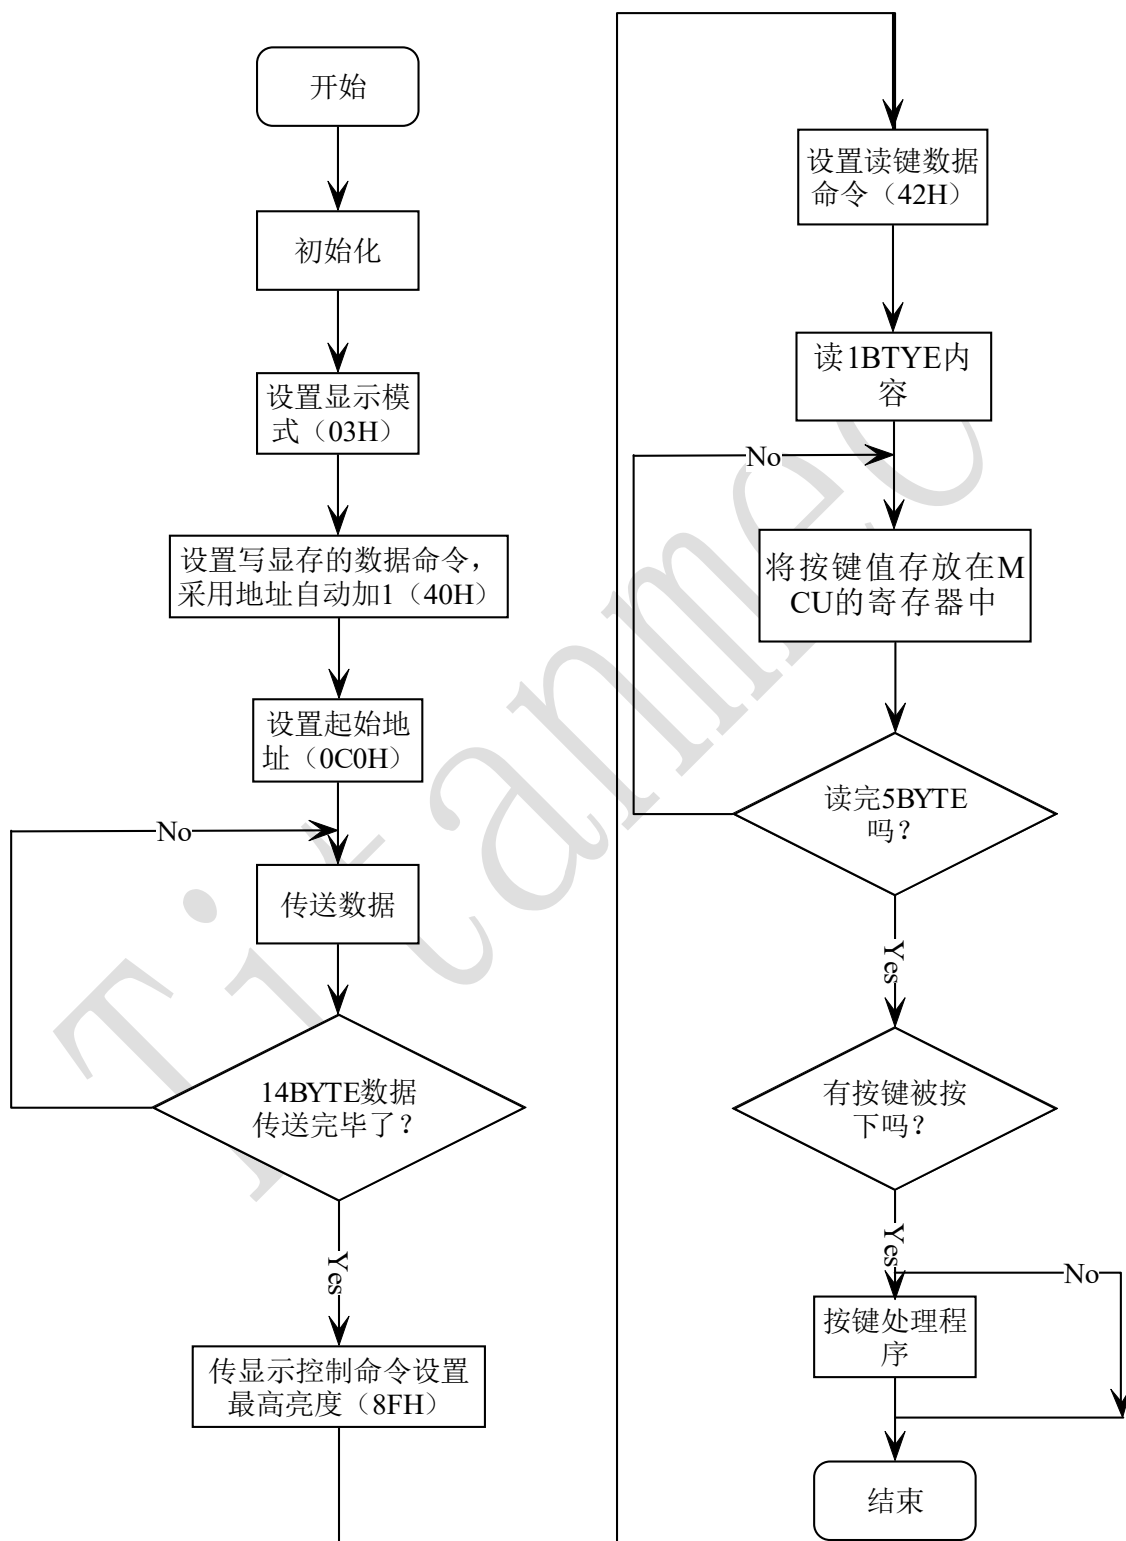 开始
初始化
设置显示模
式（03H）
设置写显存的数据命令，
采用地址自动加1（40H）
设置起始地
址（0C0H）
No
传送数据
14BYTE数据
传送完毕了？
Yes
传显示控制命令设置
最高亮度（8FH）
设置读键数据
命令（42H）
读1BTYE内
容
No
将按键值存放在M
CU的寄存器中
读完5BYTE
吗？
Yes
有按键被按
下吗？
Yes
No
按键处理程
序
结束
Titanmec